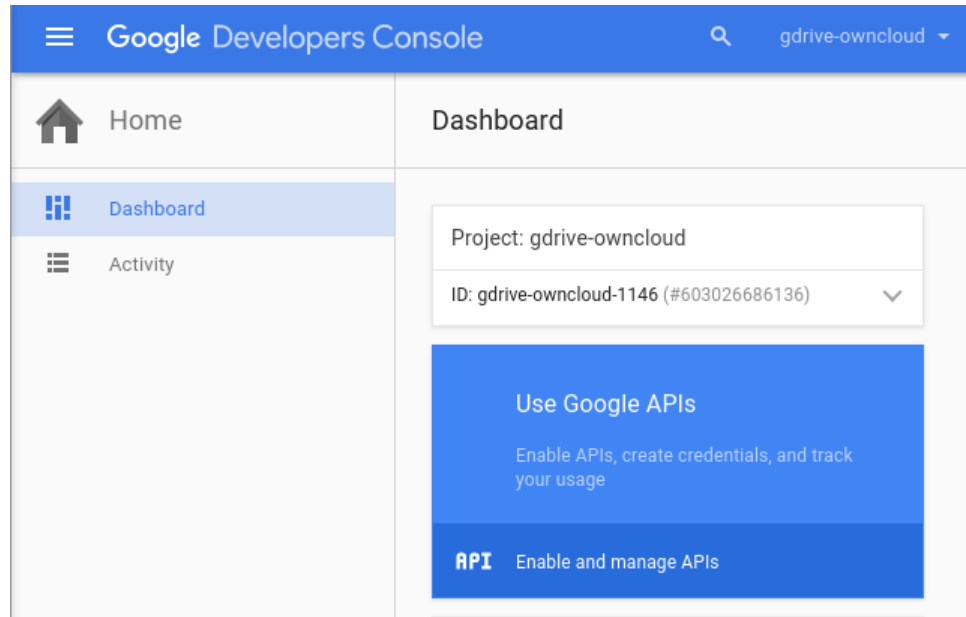 Google Developers Console
gdrive-owncloud
Home
Dashboard
Dashboard
Activity
Project: gdrive-owncloud
ID: gdrive-owncloud-1146 (#603026686136)
Use Google APIs
Enable APIs, create credentials, and track
your usage
API Enable and manage APIs